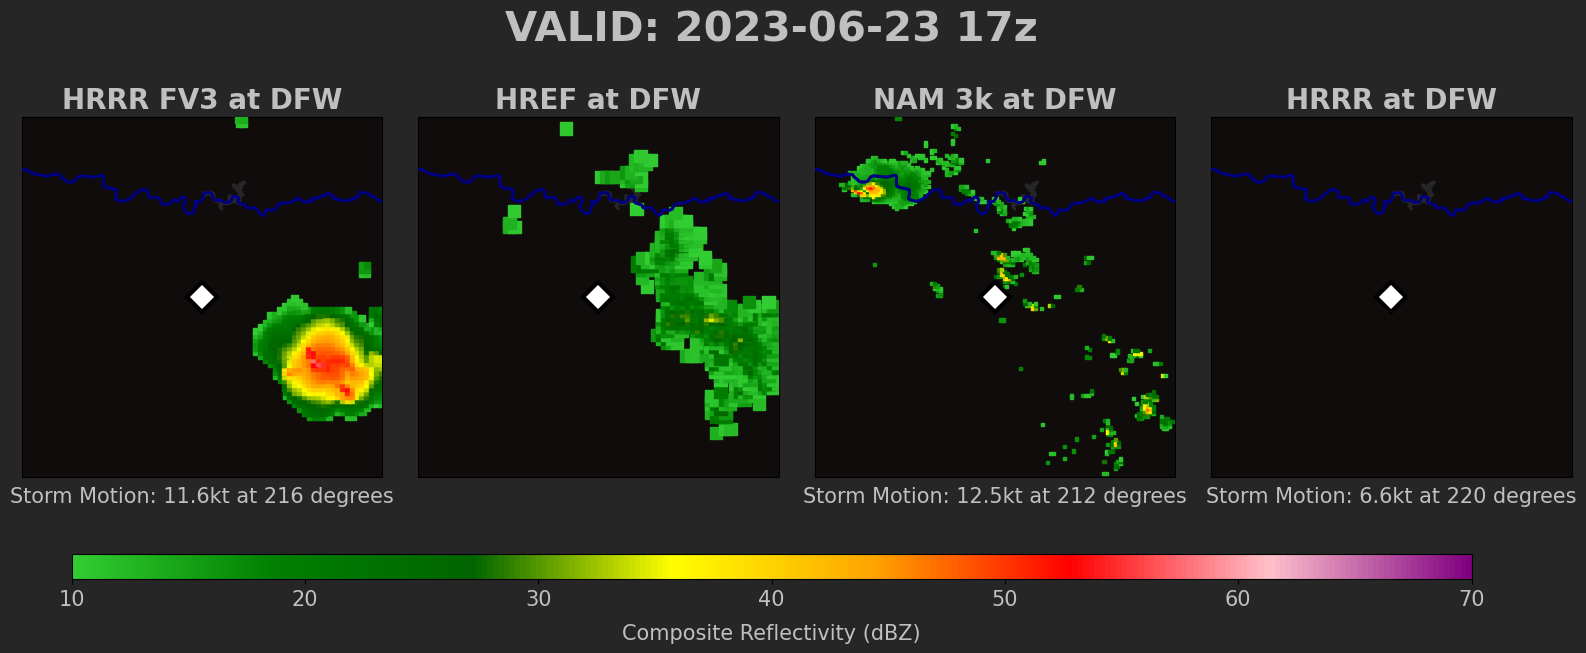 VALID: 2023-06-23 17z
HRRR FV3 at DFW
HREF at DFW
NAM 3k at DFW
HRRR at DFW
Storm Motion: 11.6kt at 216 degrees
Storm Motion: 12.5kt at 212 degrees
Storm Motion: 6.6kt at 220 degrees
10 20 30 40 50 60 70
Composite Reflectivity (dBZ)